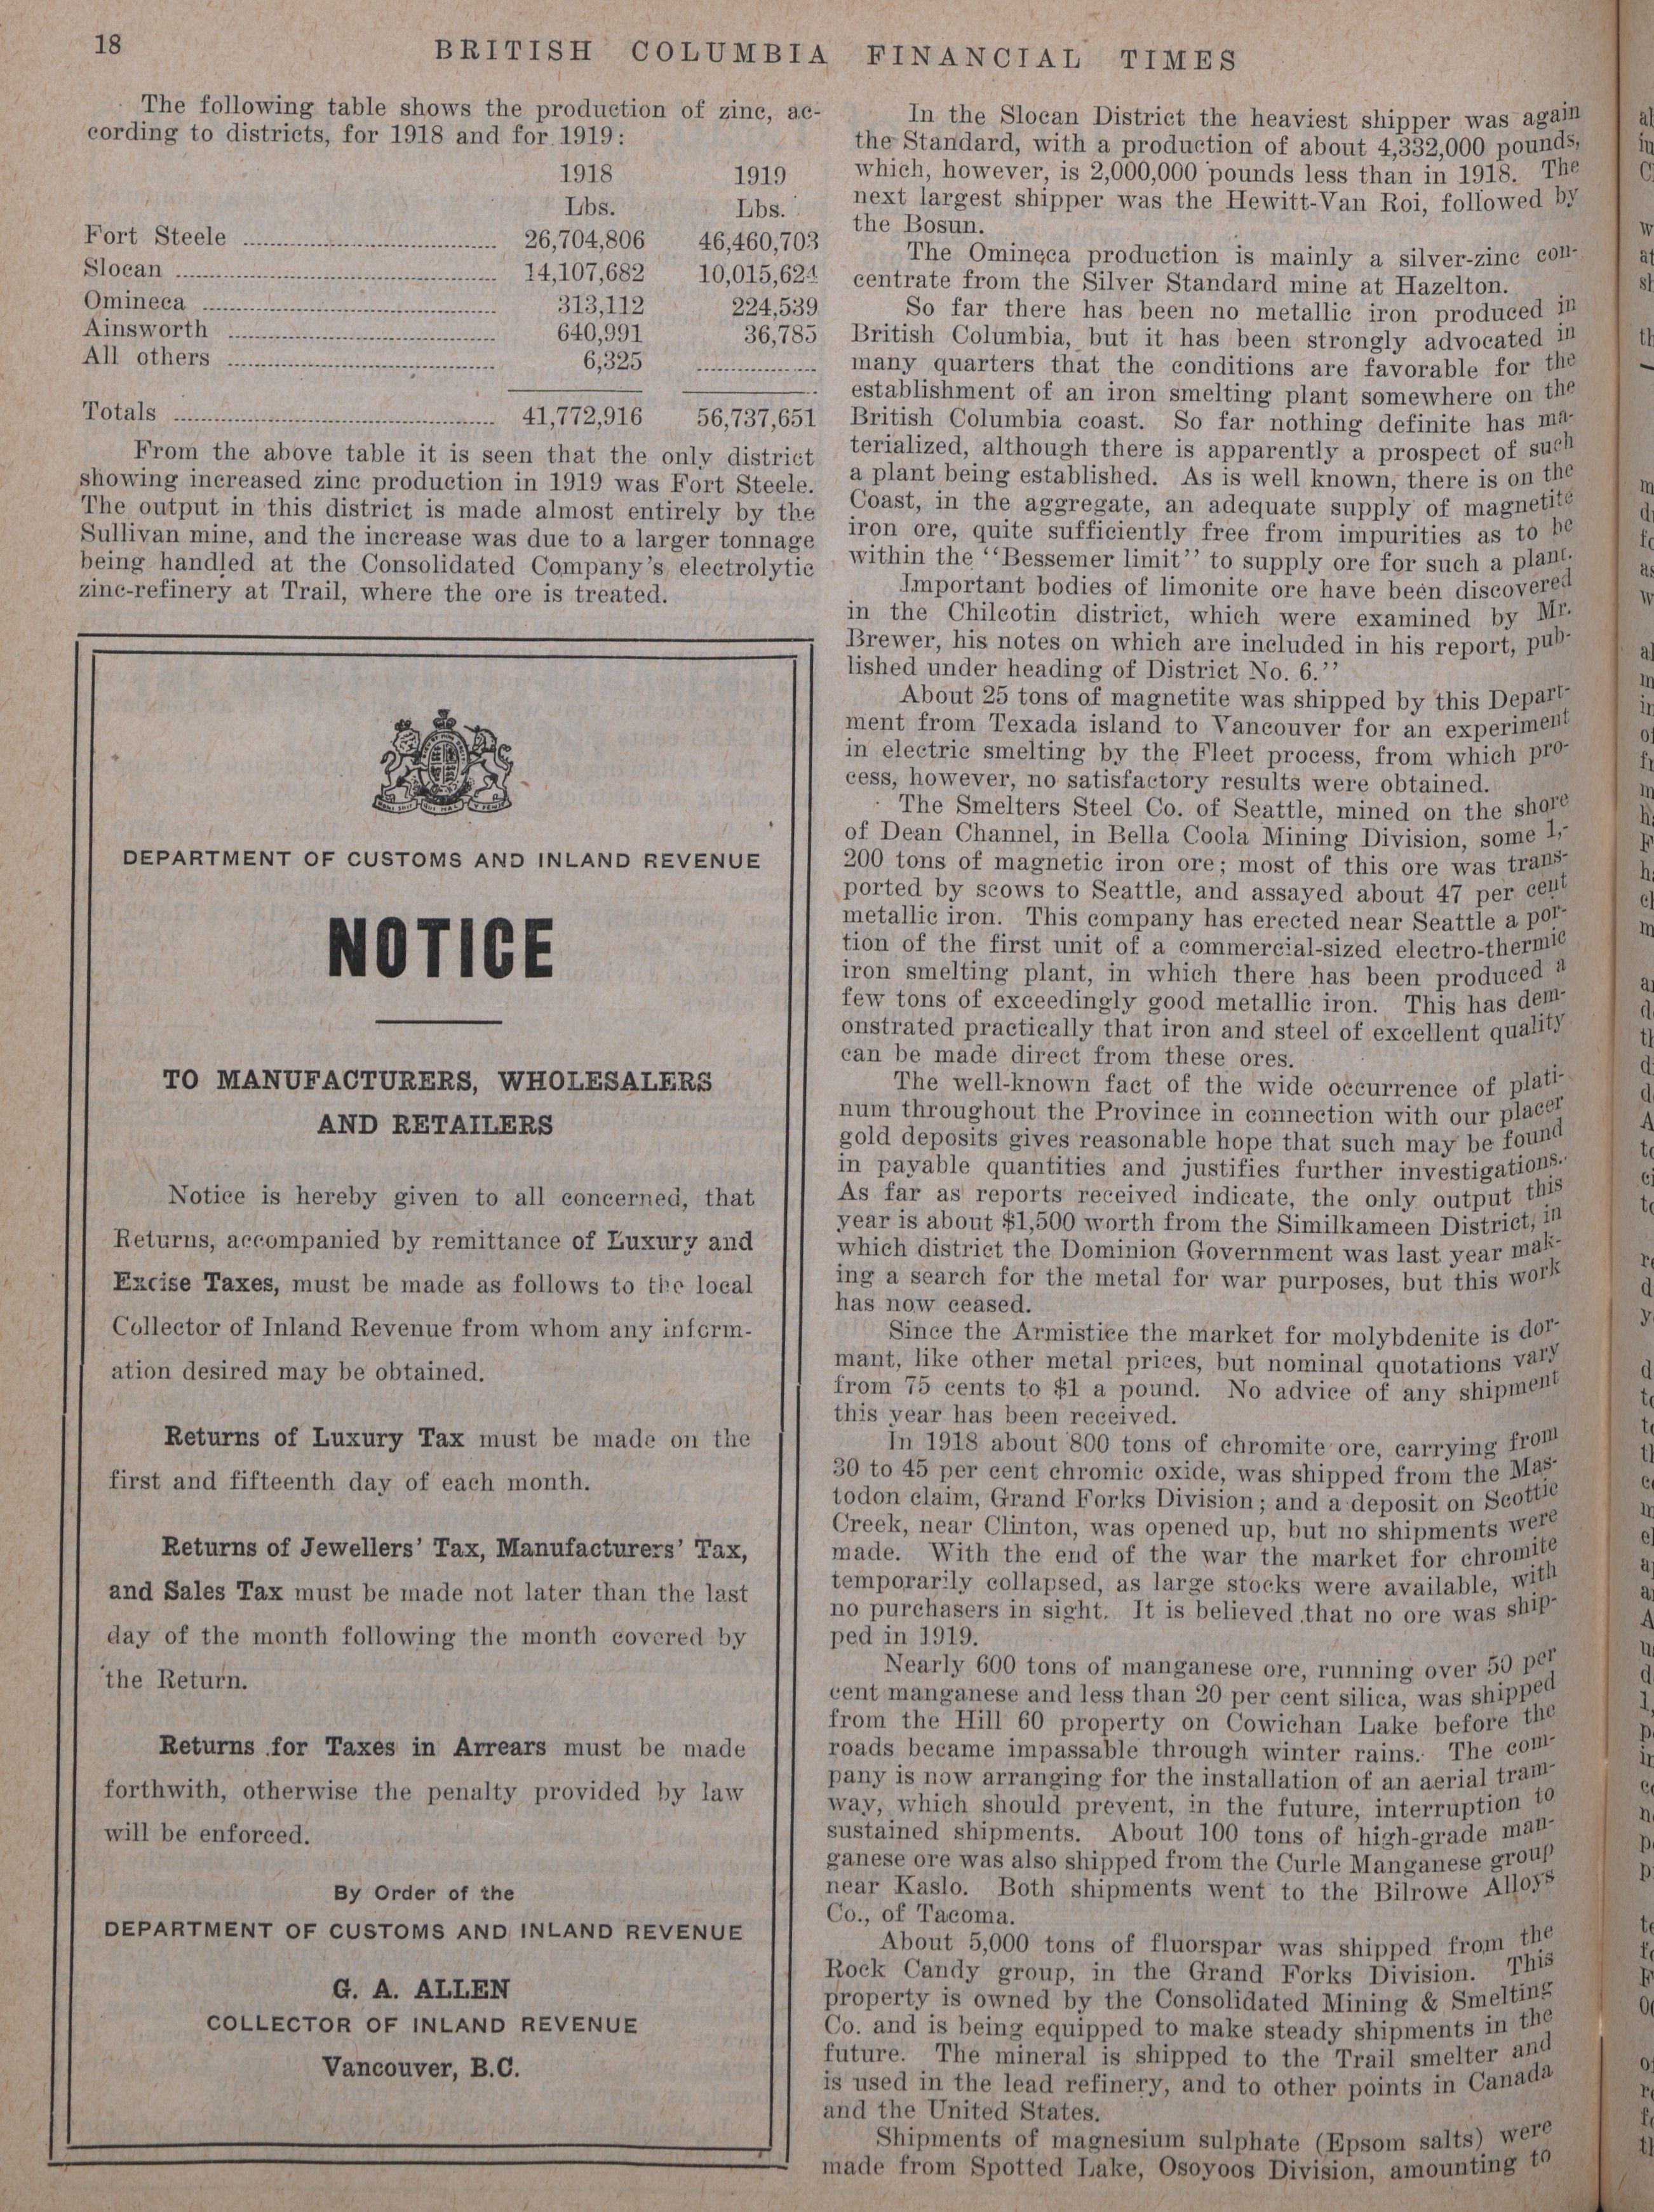 18
BRITISH COLUMBIA FINANCIAL TIMES
The following table shows the production of zinc, ac-
cording to districts, for 1918 and for 1919:
1918 1919
Lbs. Lbs.
Fort Steele ........ 26,704,806 46,460,703
Slocan ........ 14,107,682 10,015,624
Omineca ........ 313,112 224,539
Ainsworth ........ 640,991 36,785
All others ........ 6,325 ........
Totals ........ 41,772,916 56,737,651
From the above table it is seen that the only district
showing increased zinc production in 1919 was Fort Steele.
The output in this district is made almost entirely by the
Sullivan mine, and the increase was due to a larger tonnage
being handled at the Consolidated Company's electrolytic
zinc-refinery at Trail, where the ore is treated.
DEPARTMENT OF CUSTOMS AND INLAND REVENUE
NOTICE
TO MANUFACTURERS, WHOLESALERS
AND RETAILERS
Notice is hereby given to all concerned, that
Returns, accompanied by remittance of Luxury and
Excise Taxes, must be made as follows to the local
Collector of Inland Revenue from whom any inform-
ation desired may be obtained.
Returns of Luxury Tax must be made on the
first and fifteenth day of each month.
Returns of Jewellers' Tax, Manufacturers' Tax,
and Sales Tax must be made not later than the last
day of the month following the month covered by
the Return.
Returns for Taxes in Arrears must be made
forthwith, otherwise the penalty provided by law
will be enforced.
By Order of the
DEPARTMENT OF CUSTOMS AND INLAND REVENUE
G. A. ALLEN
COLLECTOR OF INLAND REVENUE
Vancouver, B.C.
In the Slocan District the heaviest shipper was again
the Standard, with a production of about 4,332,000 pounds,
which, however, is 2,000,000 pounds less than in 1918. The
next largest shipper was the Hewitt-Van Roi, followed by
the Bosun.
The Omineca production is mainly a silver-zinc con-
centrate from the Silver Standard mine at Hazelton.
So far there has been no metallic iron produced in
British Columbia, but it has been strongly advocated in
many quarters that the conditions are favorable for the
establishment of an iron smelting plant somewhere on the
British Columbia coast. So far nothing definite has ma-
terialized, although there is apparently a prospect of such
a plant being established. As is well known, there is on the
Coast, in the aggregate, an adequate supply of magnetite
iron ore, quite sufficiently free from impurities as to be
within the "Bessemer limit" to supply ore for such a plant.
Important bodies of limonite ore have been discovered
in the Chilcotin district, which were examined by Mr.
Brewer, his notes on which are included in his report, pub-
lished under heading of District No. 6."
About 25 tons of magnetite was shipped by this Depart-
ment from Texada island to Vancouver for an experiment
in electric smelting by the Fleet process, from which pro-
cess, however, no satisfactory results were obtained.
The Smelters Steel Co. of Seattle, mined on the shore
of Dean Channel, in Bella Coola Mining Division, some 1,-
200 tons of magnetic iron ore; most of this ore was trans-
ported by scows to Seattle, and assayed about 47 per cent
metallic iron. This company has erected near Seattle a por-
tion of the first unit of a commercial-sized electro-thermic
iron smelting plant, in which there has been produced a
few tons of exceedingly good metallic iron. This has dem-
onstrated practically that iron and steel of excellent quality
can be made direct from these ores.
The well-known fact of the wide occurrence of plati-
num throughout the Province in connection with our placer
gold deposits gives reasonable hope that such may be found
in payable quantities and justifies further investigations.
As far as reports received indicate, the only output this
year is about $1,500 worth from the Similkameen District, in
which district the Dominion Government was last year mak-
ing a search for the metal for war purposes, but this work
has now ceased.
Since the Armistice the market for molybdenite is dor-
mant, like other metal prices, but nominal quotations vary
from 75 cents to $1 a pound. No advice of any shipment
this year has been received.
In 1918 about 800 tons of chromite ore, carrying from
30 to 45 per cent chromic oxide, was shipped from the Mas-
todon claim, Grand Forks Division; and a deposit on Scottie
Creek, near Clinton, was opened up, but no shipments were
made. With the end of the war the market for chromite
temporarily collapsed, as large stocks were available, with
no purchasers in sight. It is believed that no ore was ship-
ped in 1919.
Nearly 600 tons of manganese ore, running over 50 per
cent manganese and less than 20 per cent silica, was shipped
from the Hill 60 property on Cowichan Lake before the
roads became impassable through winter rains. The com-
pany is now arranging for the installation of an aerial tram-
way, which should prevent, in the future, interruption to
sustained shipments. About 100 tons of high-grade man-
ganese ore was also shipped from the Curle Manganese group
near Kaslo. Both shipments went to the Bilrowe Alloys
Co., of Tacoma.
About 5,000 tons of fluorspar was shipped from the
Rock Candy group, in the Grand Forks Division. This
property is owned by the Consolidated Mining & Smelting
Co. and is being equipped to make steady shipments in the
future. The mineral is shipped to the Trail smelter and
is used in the lead refinery, and to other points in Canada
and the United States.
Shipments of magnesium sulphate (Epsom salts) were
made from Spotted Lake, Osoyoos Division, amounting to